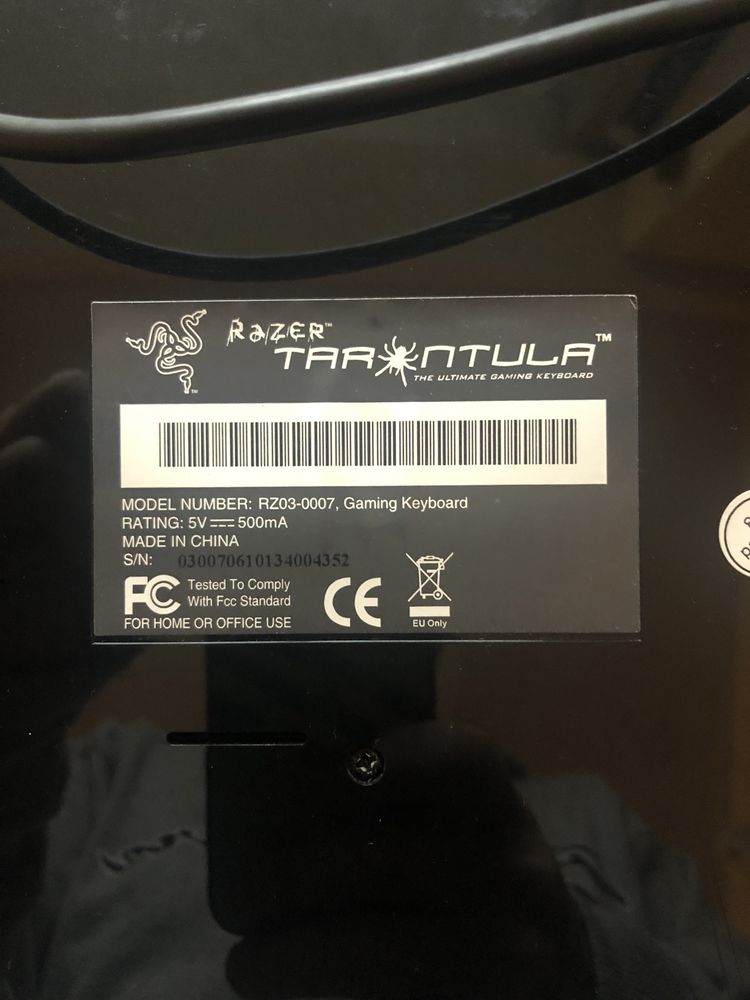 RAZER™
TARANTULA™
THE ULTIMATE GAMING KEYBOARD
MODEL NUMBER: RZ03-0007, Gaming Keyboard
RATING: 5V⎓500mA
MADE IN CHINA
S/N: 030070610134004352
FC Tested To Comply
With Fcc Standard
CE
FOR HOME OR OFFICE USE
EU Only